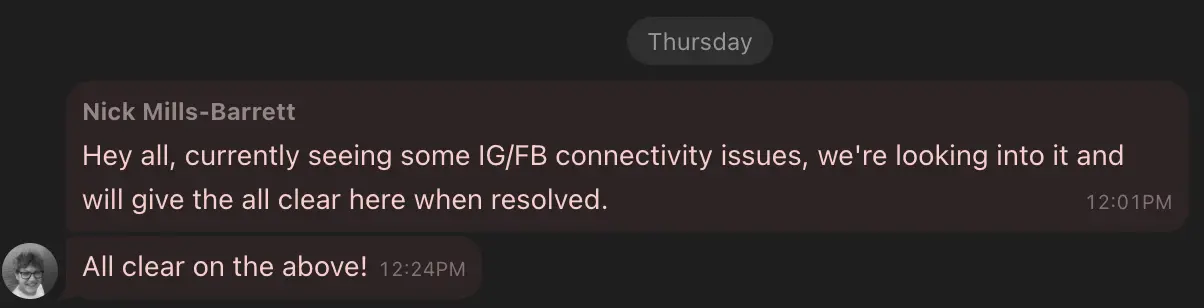 Thursday
Nick Mills-Barrett
Hey all, currently seeing some IG/FB connectivity issues, we're looking into it and
will give the all clear here when resolved. 12:01PM
All clear on the above! 12:24PM